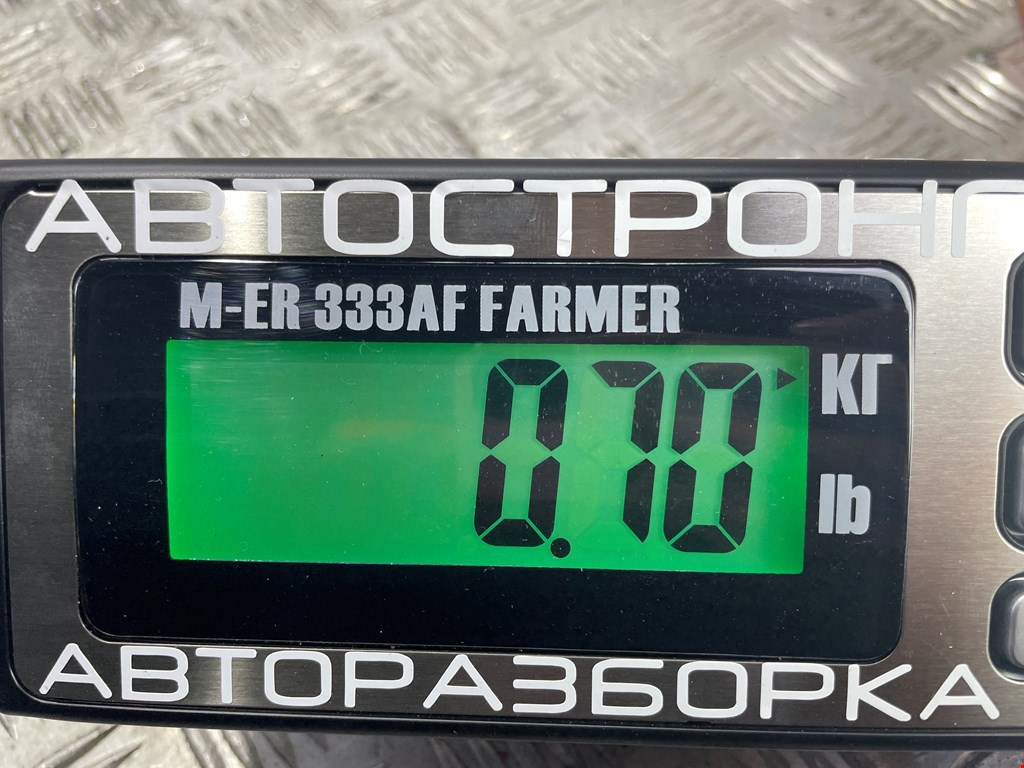 АВТОСТРОНГ
M-ER 333AF FARMER
0.70
КГ
lb
АВТОРАЗБОРКА